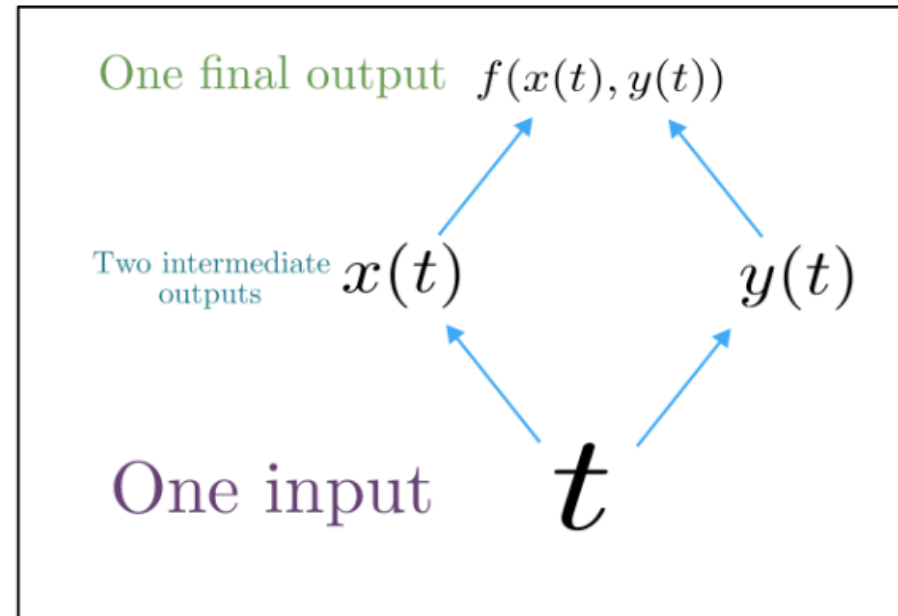 One final output f(x(t), y(t))
Two intermediate
outputs
x(t)
y(t)
One input t